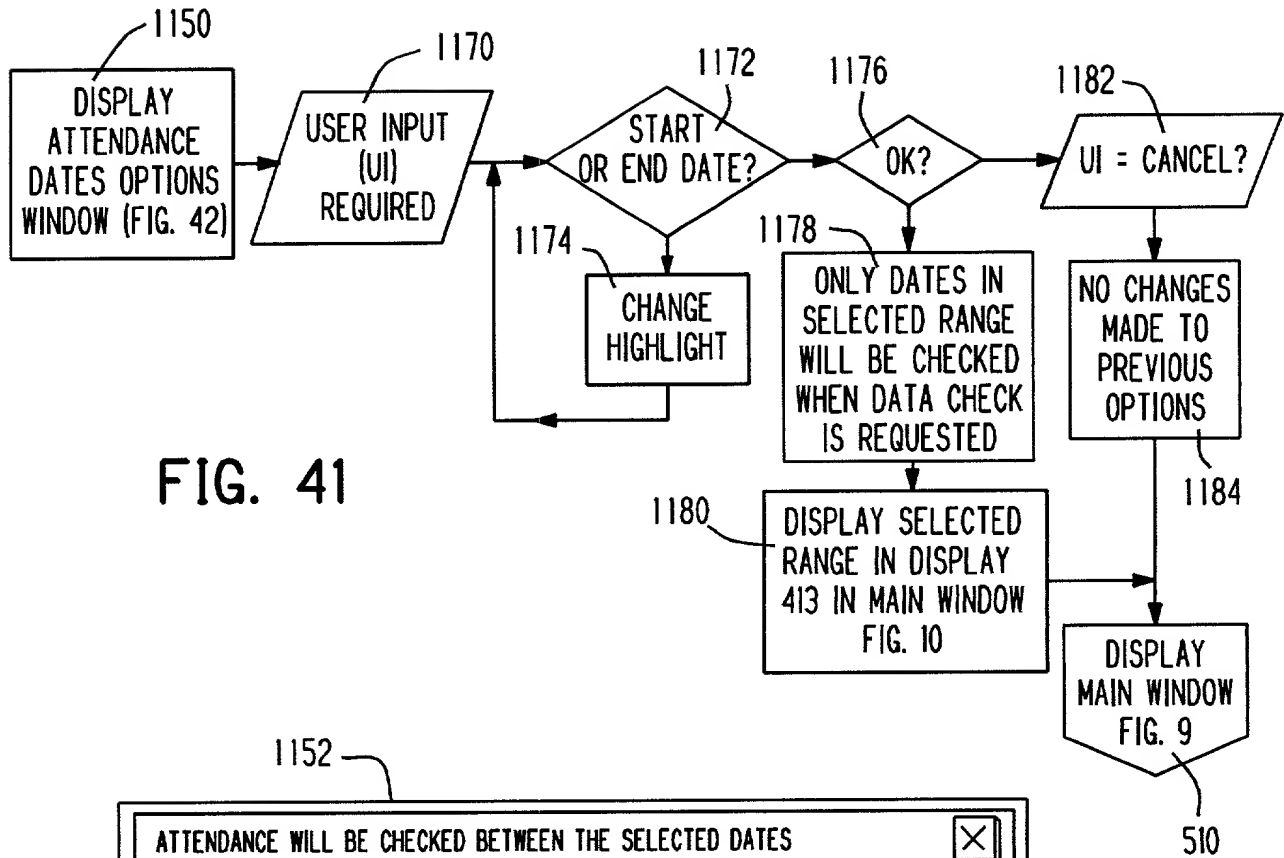 1150
DISPLAY
ATTENDANCE
DATES OPTIONS
WINDOW (FIG. 42)
1170
USER INPUT
(UI)
REQUIRED
1172
START
OR END DATE?
1174
CHANGE
HIGHLIGHT
1176
OK?
1178
ONLY DATES IN
SELECTED RANGE
WILL BE CHECKED
WHEN DATA CHECK
IS REQUESTED
1180
DISPLAY SELECTED
RANGE IN DISPLAY
413 IN MAIN WINDOW
FIG. 10
1182
UI = CANCEL?
NO CHANGES
MADE TO
PREVIOUS
OPTIONS
1184
DISPLAY
MAIN WINDOW
FIG. 9
510
FIG. 41
1152
ATTENDANCE WILL BE CHECKED BETWEEN THE SELECTED DATES
X